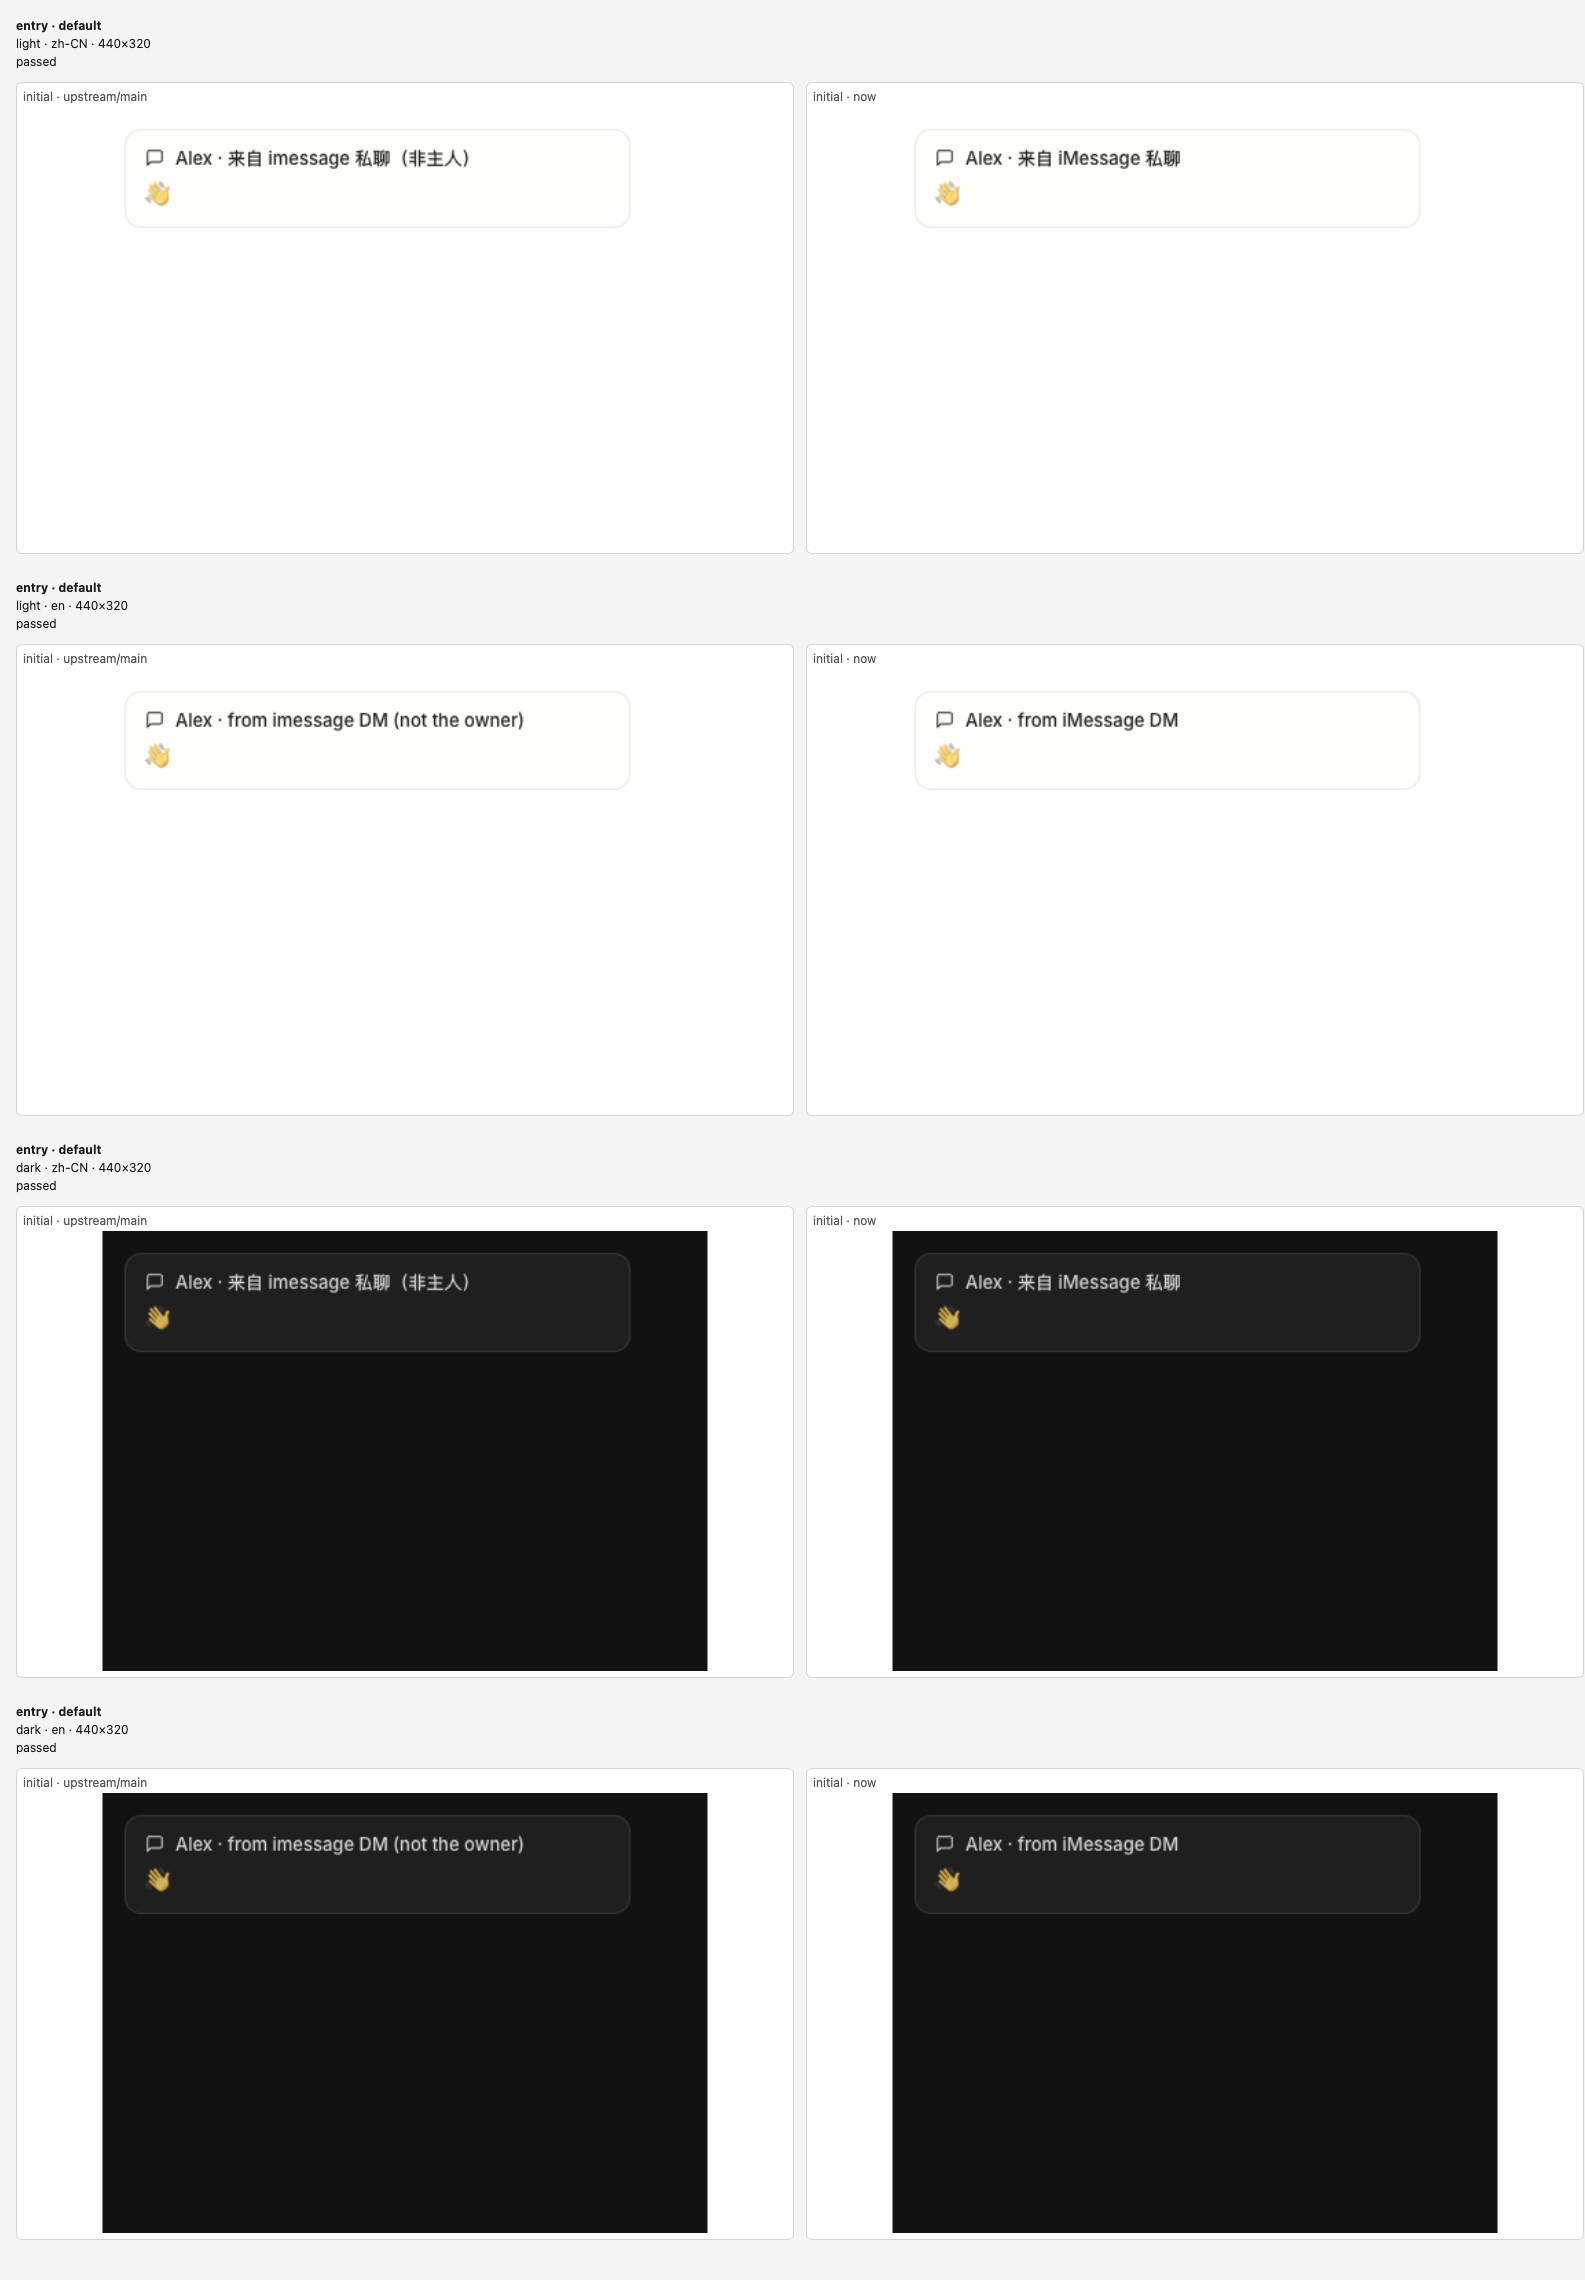 entry · default
light · zh-CN · 440×320
passed
initial · upstream/main
Alex · 来自 imessage 私聊（非主人）
👋
initial · now
Alex · 来自 iMessage 私聊
👋
entry · default
light · en · 440×320
passed
initial · upstream/main
Alex · from imessage DM (not the owner)
👋
initial · now
Alex · from iMessage DM
👋
entry · default
dark · zh-CN · 440×320
passed
initial · upstream/main
Alex · 来自 imessage 私聊（非主人）
👋
initial · now
Alex · 来自 iMessage 私聊
👋
entry · default
dark · en · 440×320
passed
initial · upstream/main
Alex · from imessage DM (not the owner)
👋
initial · now
Alex · from iMessage DM
👋